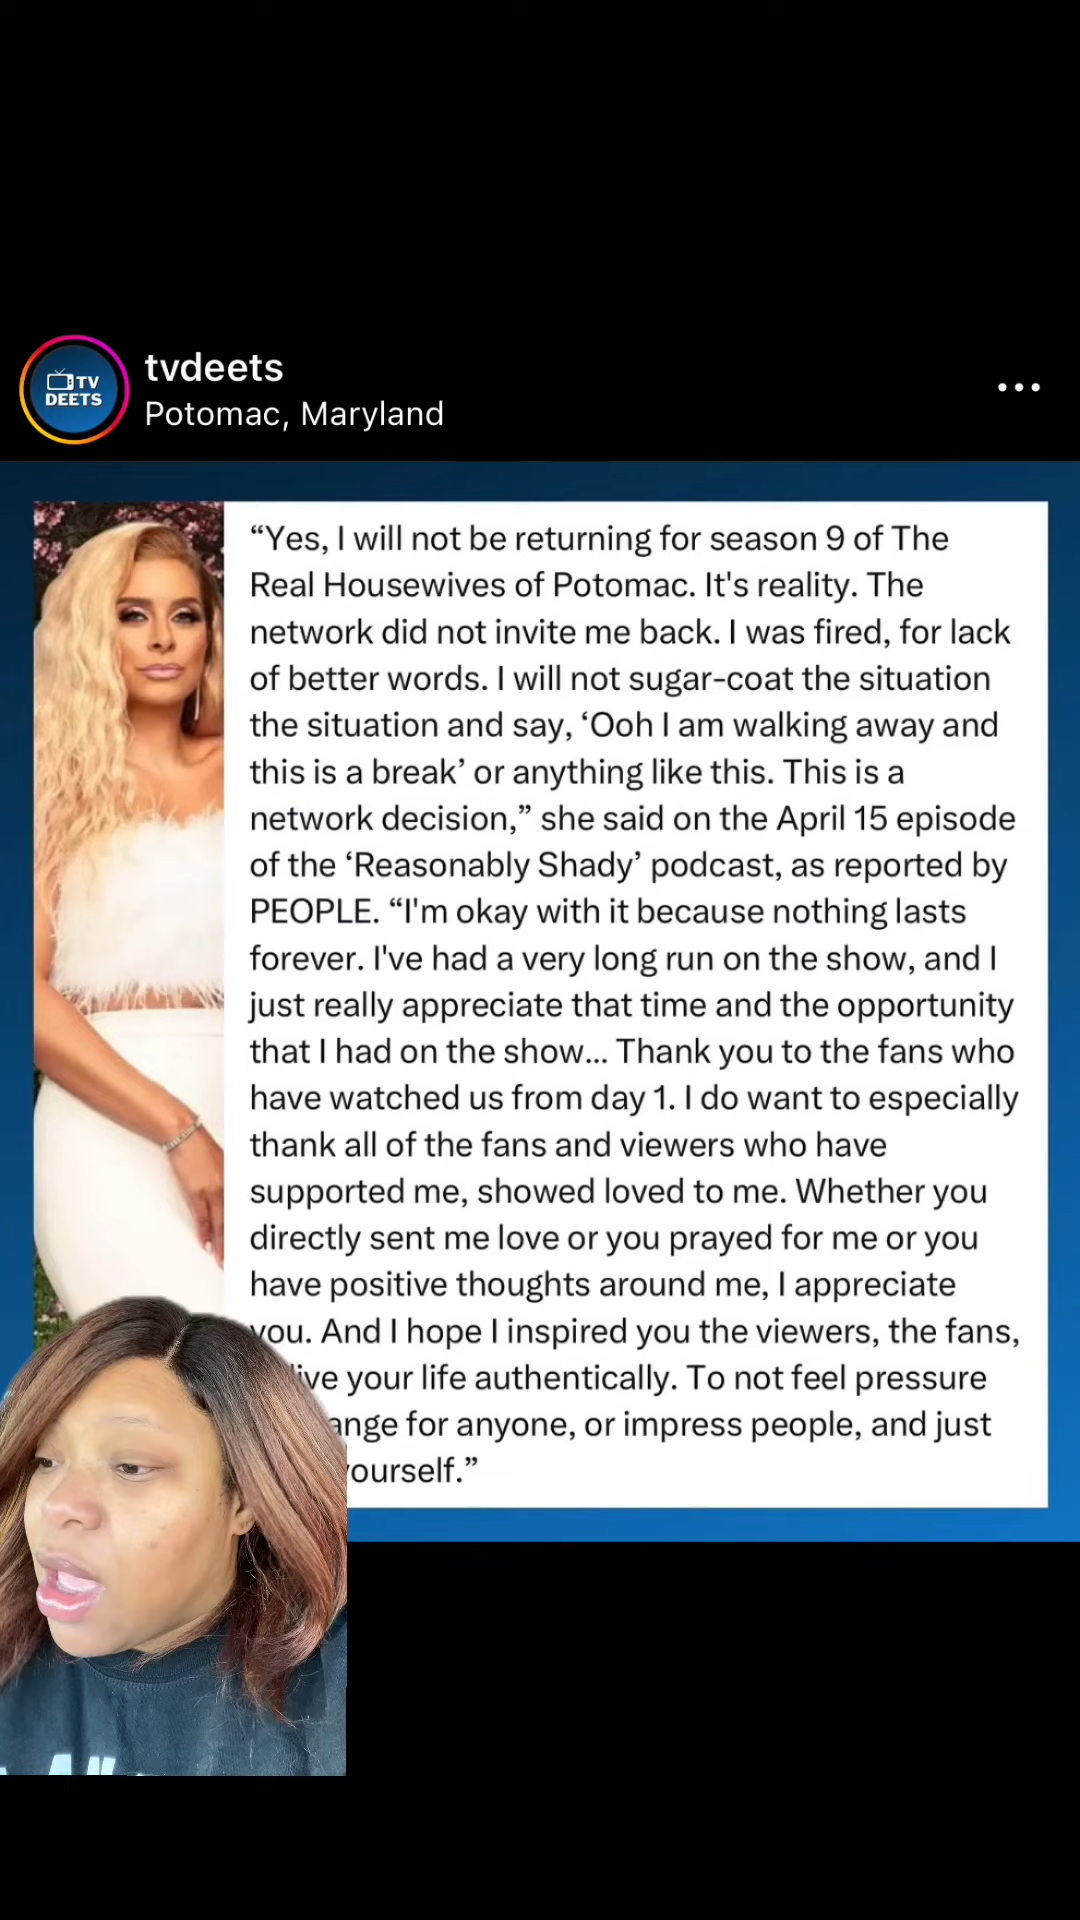 TV
DEETS
tvdeets
Potomac, Maryland
“Yes, I will not be returning for season 9 of The
Real Housewives of Potomac. It's reality. The
network did not invite me back. I was fired, for lack
of better words. I will not sugar-coat the situation
the situation and say, ‘Ooh I am walking away and
this is a break’ or anything like this. This is a
network decision,” she said on the April 15 episode
of the ‘Reasonably Shady’ podcast, as reported by
PEOPLE. “I'm okay with it because nothing lasts
forever. I've had a very long run on the show, and I
just really appreciate that time and the opportunity
that I had on the show... Thank you to the fans who
have watched us from day 1. I do want to especially
thank all of the fans and viewers who have
supported me, showed loved to me. Whether you
directly sent me love or you prayed for me or you
have positive thoughts around me, I appreciate
you. And I hope I inspired you the viewers, the fans,
your life authentically. To not feel pressure
for anyone, or impress people, and just
yourself.”